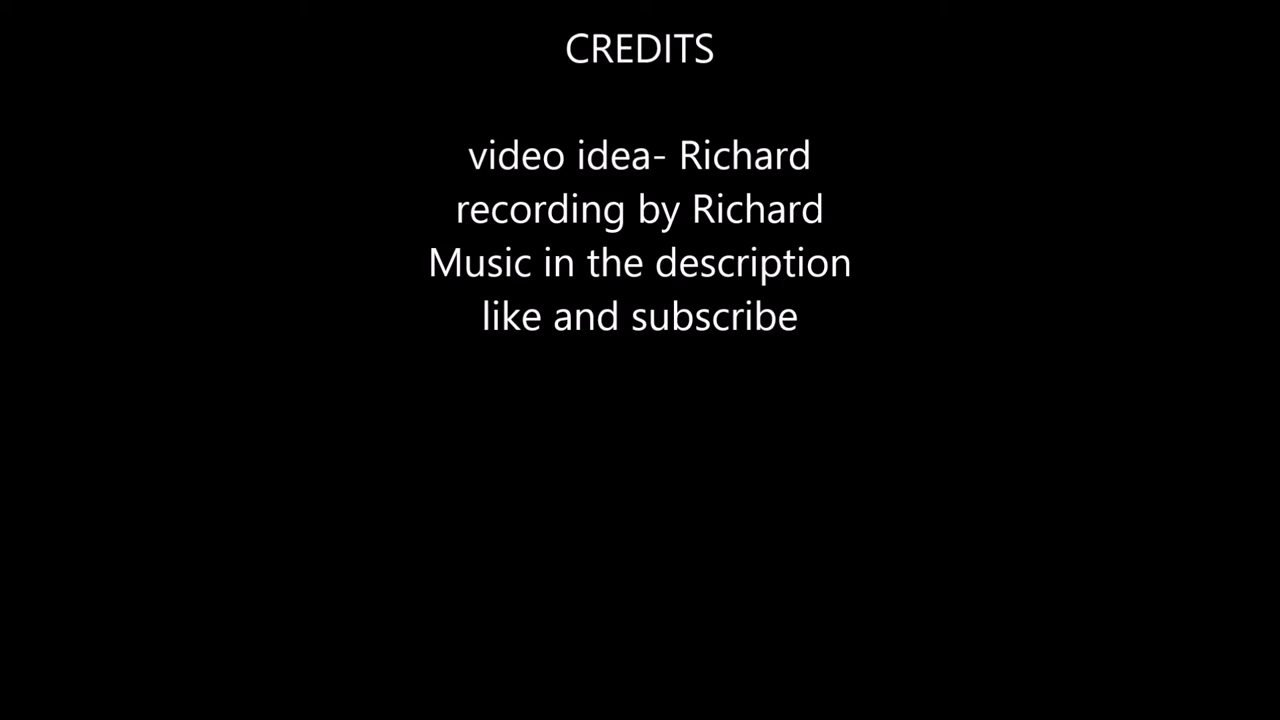 CREDITS
video idea- Richard
recording by Richard
Music in the description
like and subscribe